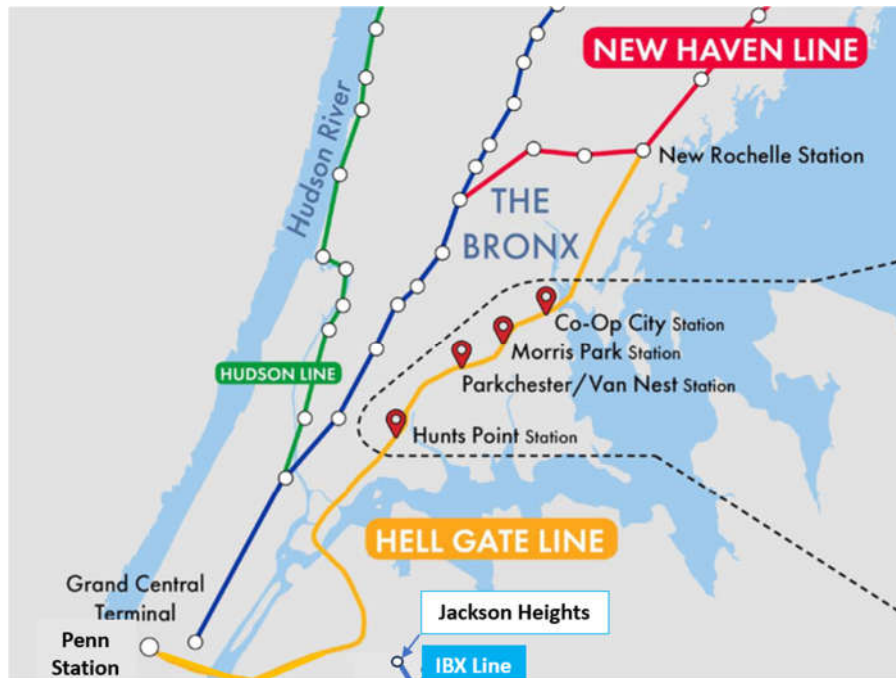 NEW HAVEN LINE
Hudson River
New Rochelle Station
THE
BRONX
Co-Op City Station
Morris Park Station
HUDSON LINE
Parkchester/Van Nest Station
Hunts Point Station
HELL GATE LINE
Grand Central
Terminal
Jackson Heights
Penn
Station
IBX Line